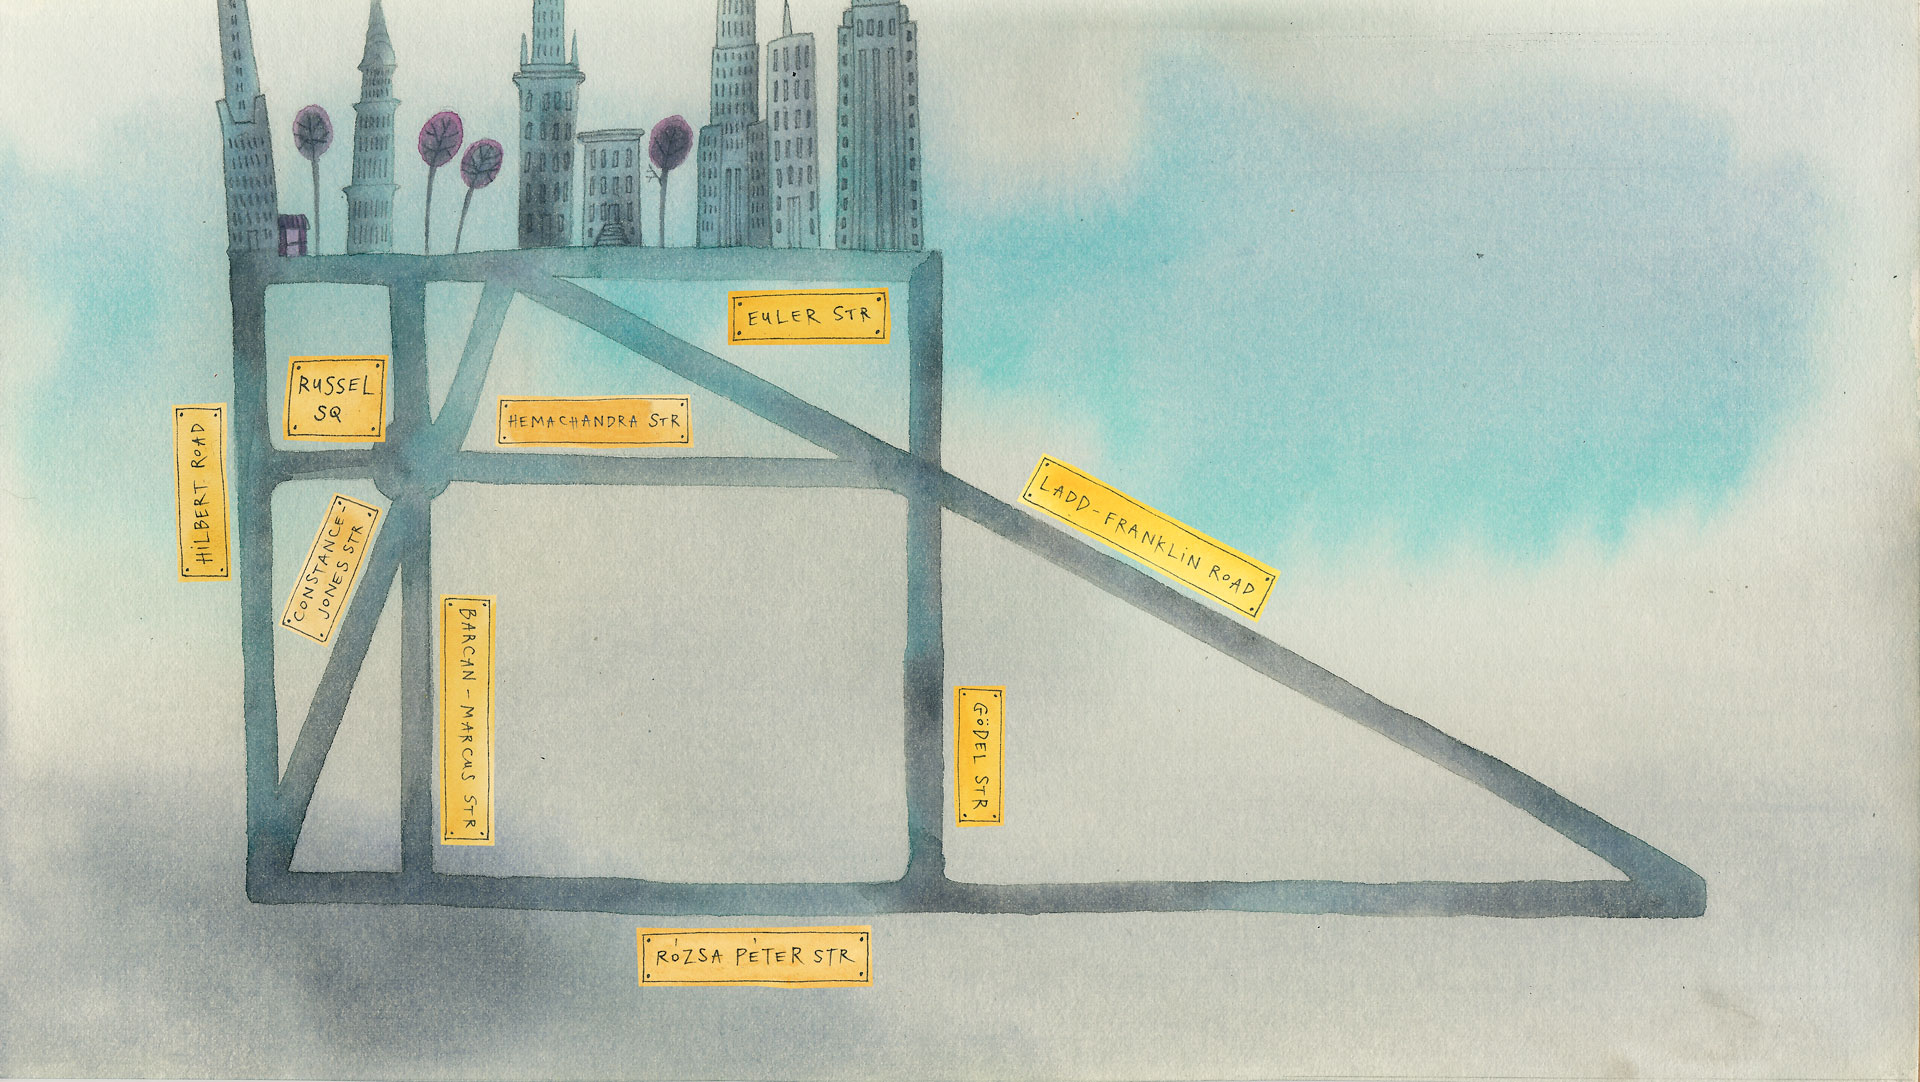 EULER STR
RUSSEL
SQ
HEMACHANDRA STR
HILBERT ROAD
LADD-FRANKLIN ROAD
CONSTANCE-
JONES STR
BARCAN-MARCUS STR
GÖDEL STR
RÓZSA PÉTER STR